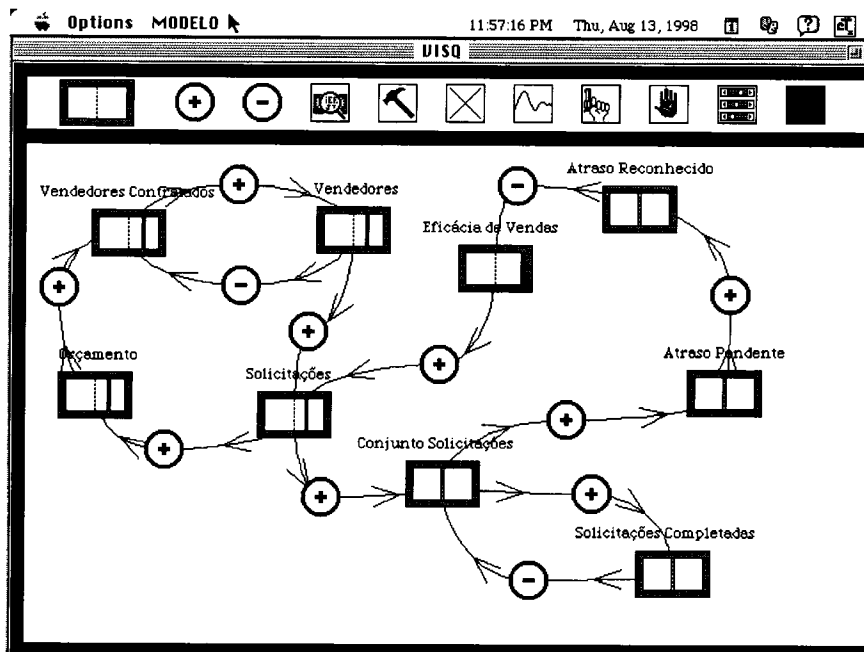 Options MODELO 11:57:16 PM Thu, Aug 13, 1998
VISQ
+ −
Atraso Reconhecido
Vendedores Contratados
+
Vendedores
−
Eficácia de Vendas
+
−
+
+
Orçamento
Solicitações
+
Atraso Pendente
+
Conjunto Solicitações
+
+
+
Solicitações Completadas
−